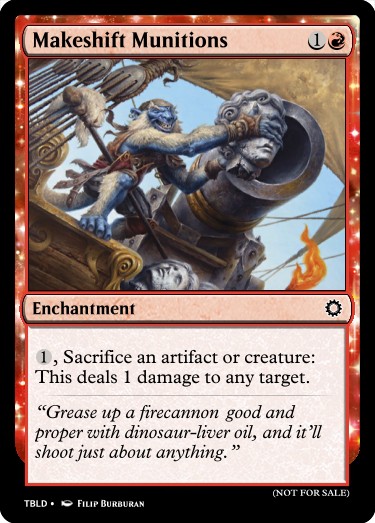 Makeshift Munitions 1
Enchantment
1, Sacrifice an artifact or creature:
This deals 1 damage to any target.
“Grease up a firecannon good and
proper with dinosaur-liver oil, and it’ll
shoot just about anything.”
TBLD • Filip Burburan
(NOT FOR SALE)